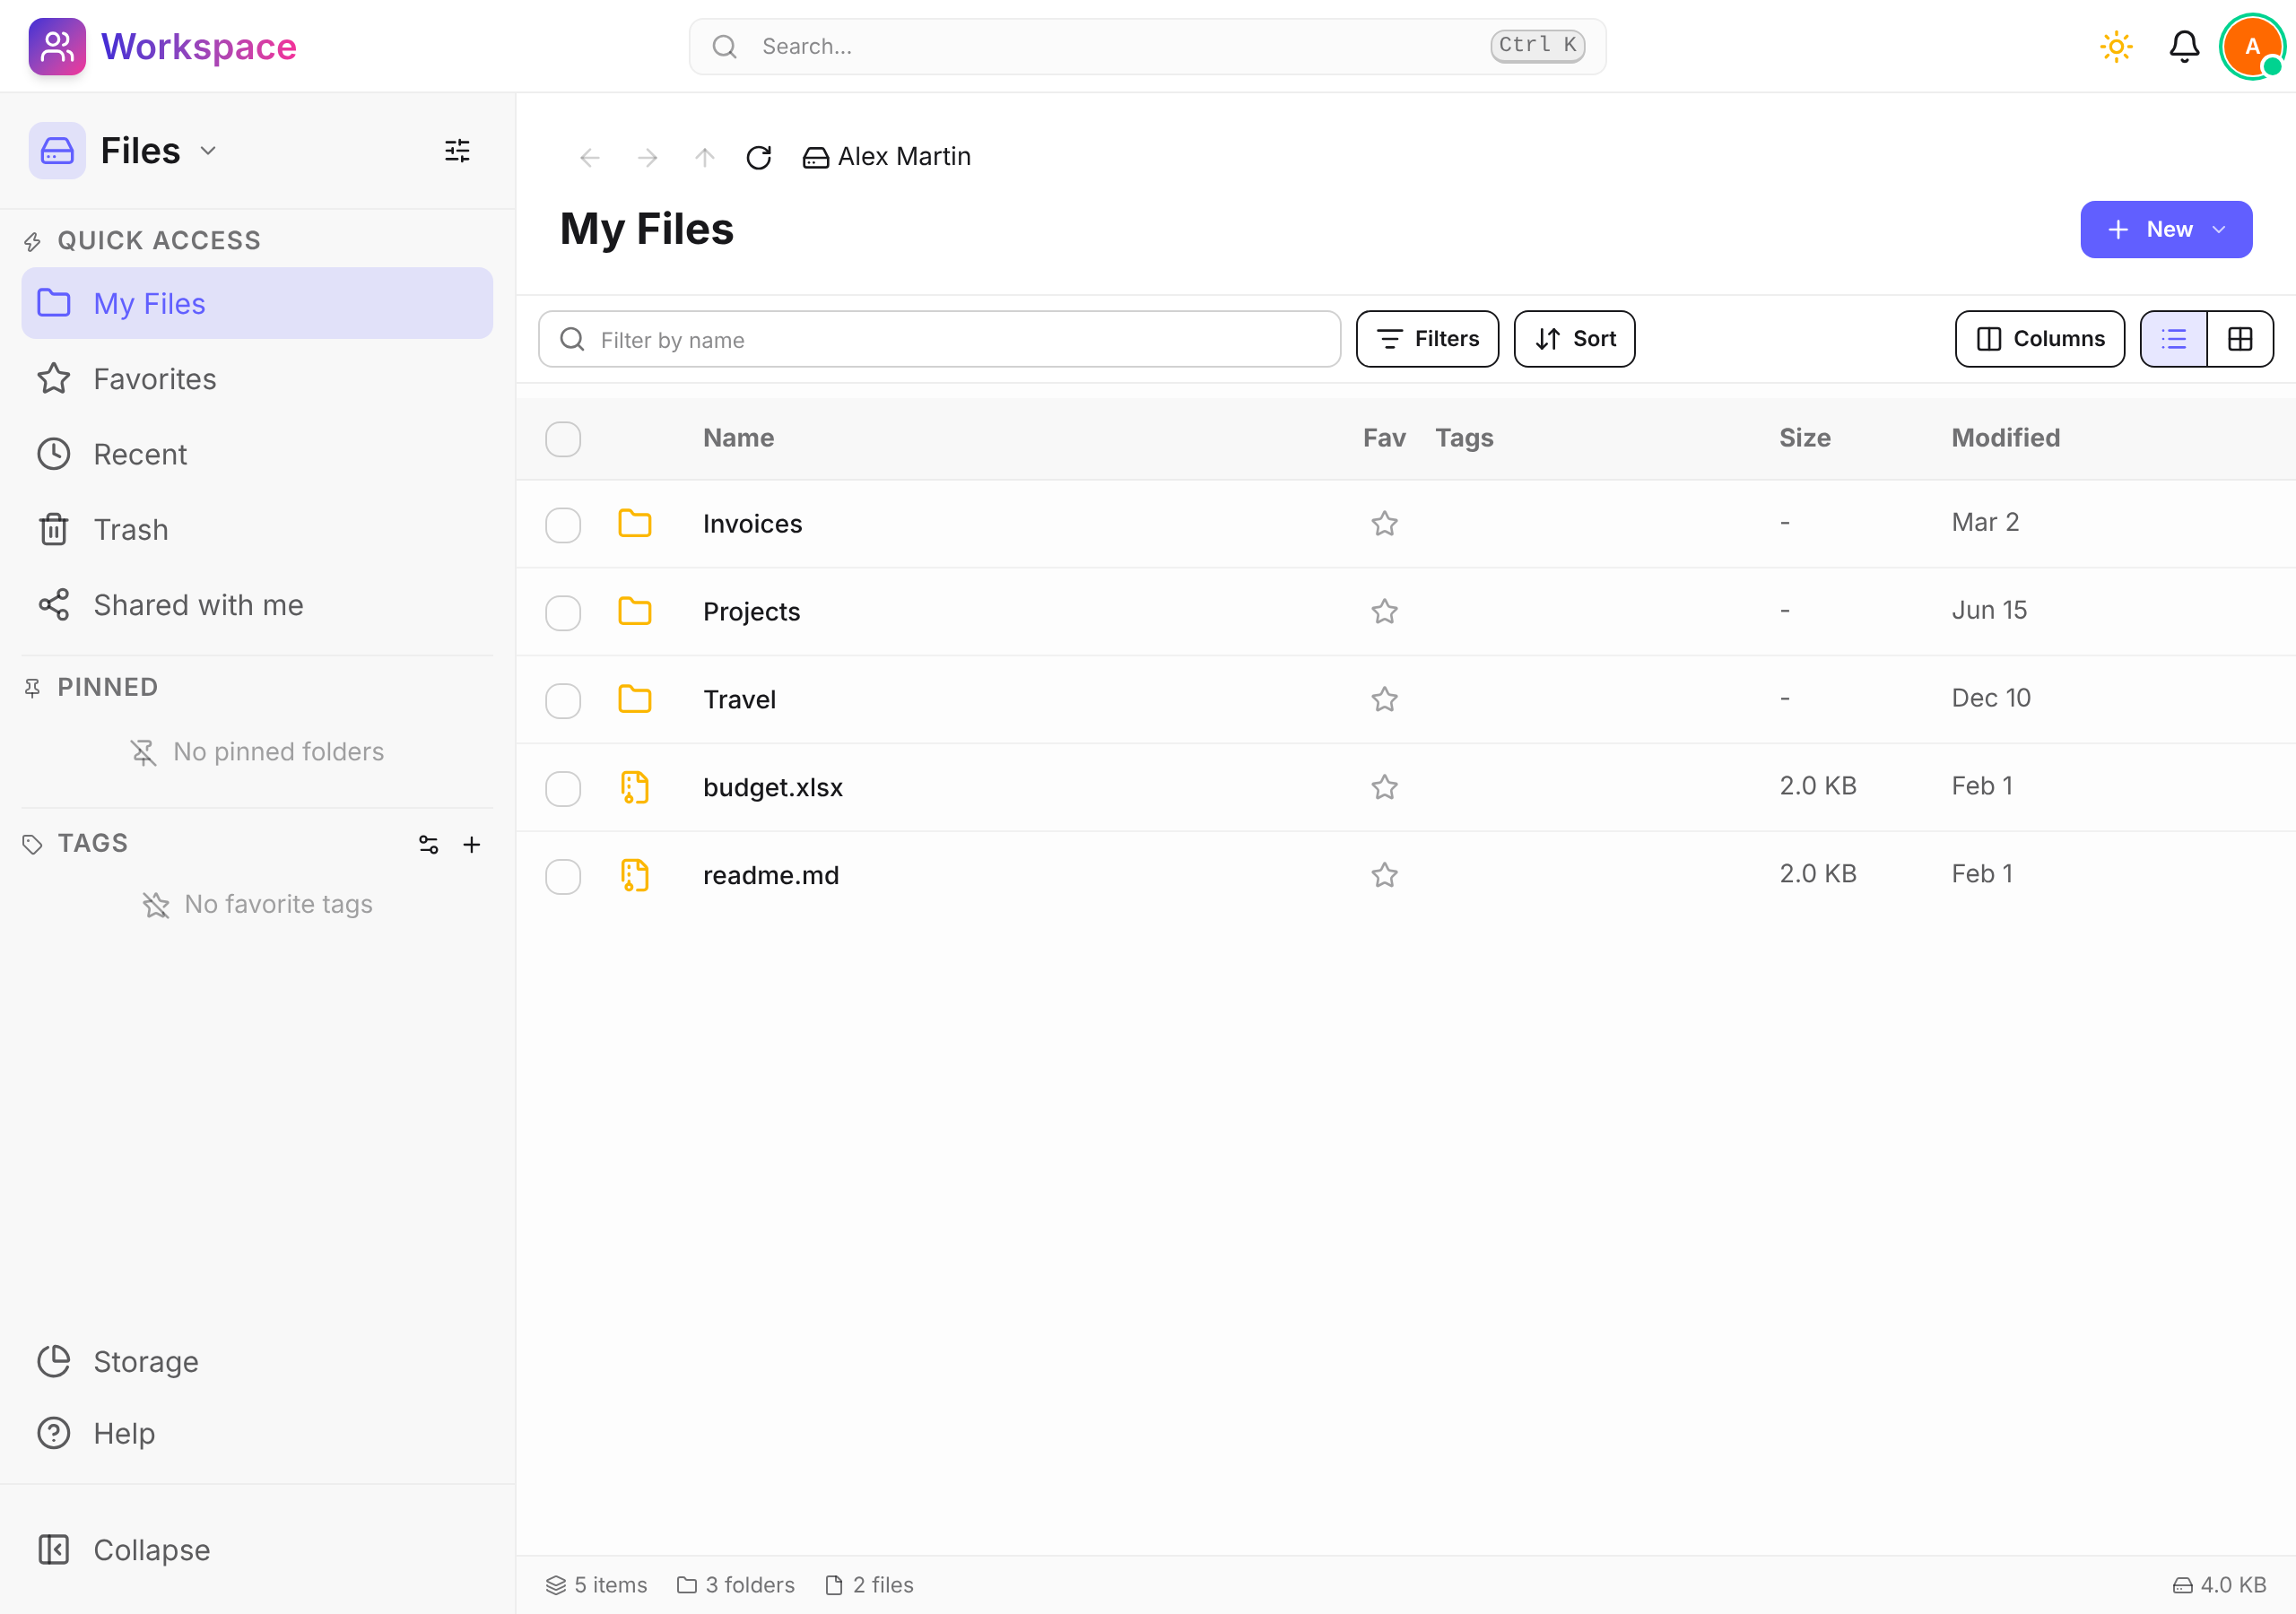 Workspace
Search...
Ctrl K
A
Files
Alex Martin
QUICK ACCESS
My Files
Favorites
Recent
Trash
Shared with me
PINNED
No pinned folders
TAGS
No favorite tags
Storage
Help
Collapse
My Files
New
Filter by name
Filters
Sort
Columns
Name Fav Tags Size Modified
Invoices - Mar 2
Projects - Jun 15
Travel - Dec 10
budget.xlsx 2.0 KB Feb 1
readme.md 2.0 KB Feb 1
5 items 3 folders 2 files 4.0 KB